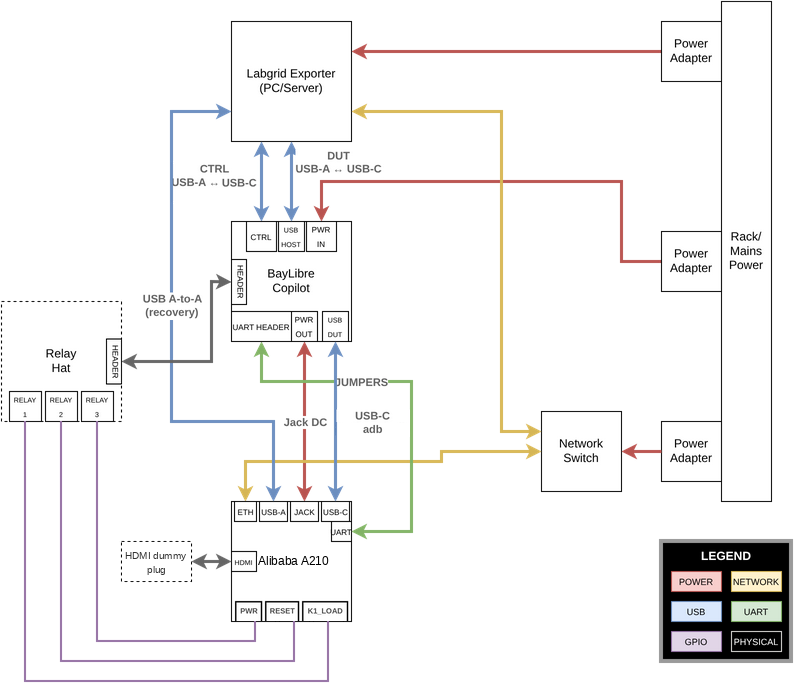 Power
Adapter
Labgrid Exporter
(PC/Server)
CTRL
USB-A ↔ USB-C
DUT
USB-A ↔ USB-C
CTRL
USB
HOST
PWR
IN
HEADER
BayLibre
Copilot
UART HEADER
PWR
OUT
USB
DUT
Power
Adapter
Rack/
Mains
Power
USB A-to-A
(recovery)
Relay
Hat
HEADER
RELAY
1
RELAY
2
RELAY
3
JUMPERS
Jack DC
USB-C
adb
Network
Switch
Power
Adapter
ETH
USB-A
JACK
USB-C
UART
HDMI dummy
plug
HDMI
Alibaba A210
PWR
RESET
K1_LOAD
LEGEND
POWER
NETWORK
USB
UART
GPIO
PHYSICAL